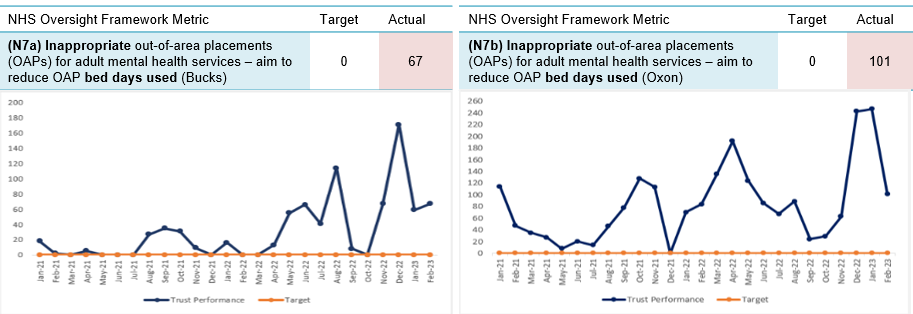 NHS Oversight Framework Metric Target Actual
(N7a) Inappropriate out-of-area placements
(OAPs) for adult mental health services – aim to
reduce OAP bed days used (Bucks)
0 67
200
180
160
140
120
100
80
60
40
20
0
Jan-21 Feb-21 Mar-21 Apr-21 May-21 Jun-21 Jul-21 Aug-21 Sep-21 Oct-21 Nov-21 Dec-21 Jan-22 Feb-22 Mar-22 Apr-22 May-22 Jun-22 Jul-22 Aug-22 Sep-22 Oct-22 Nov-22 Dec-22 Jan-23 Feb-23
Trust Performance Target
NHS Oversight Framework Metric Target Actual
(N7b) Inappropriate out-of-area placements
(OAPs) for adult mental health services – aim to
reduce OAP bed days used (Oxon)
0 101
260
240
220
200
180
160
140
120
100
80
60
40
20
0
Jan-21 Feb-21 Mar-21 Apr-21 May-21 Jun-21 Jul-21 Aug-21 Sep-21 Oct-21 Nov-21 Dec-21 Jan-22 Feb-22 Mar-22 Apr-22 May-22 Jun-22 Jul-22 Aug-22 Sep-22 Oct-22 Nov-22 Dec-22 Jan-23 Feb-23
Trust Performance Target